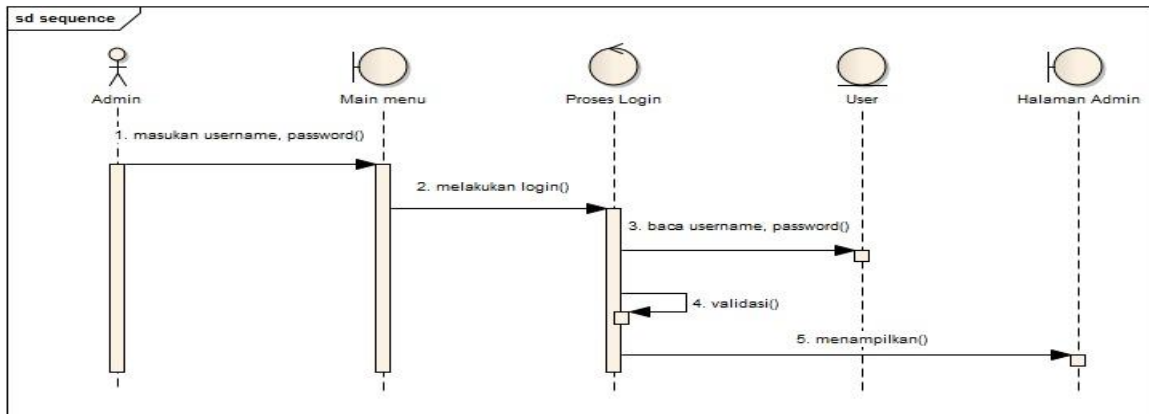 sd sequence
Admin
Main menu
Proses Login
User
Halaman Admin
1. masukan username, password()
2. melakukan login()
3. baca username, password()
4. validasi()
5. menampilkan()